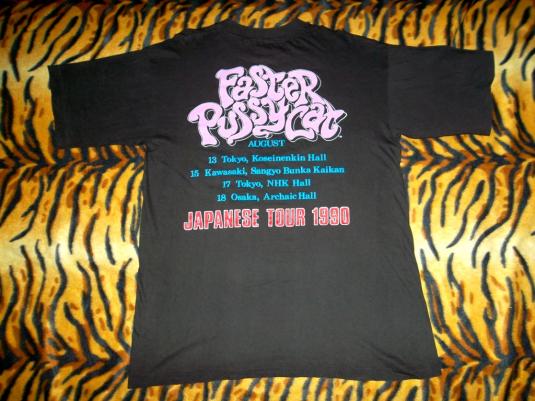 FASTER
PUSSYCAT
AUGUST
13 Tokyo, Koseinenkin Hall
15 Kawasaki, Sangyo Bunka Kaikan
17 Tokyo, NHK Hall
18 Osaka, Archaic Hall
JAPANESE TOUR 1990